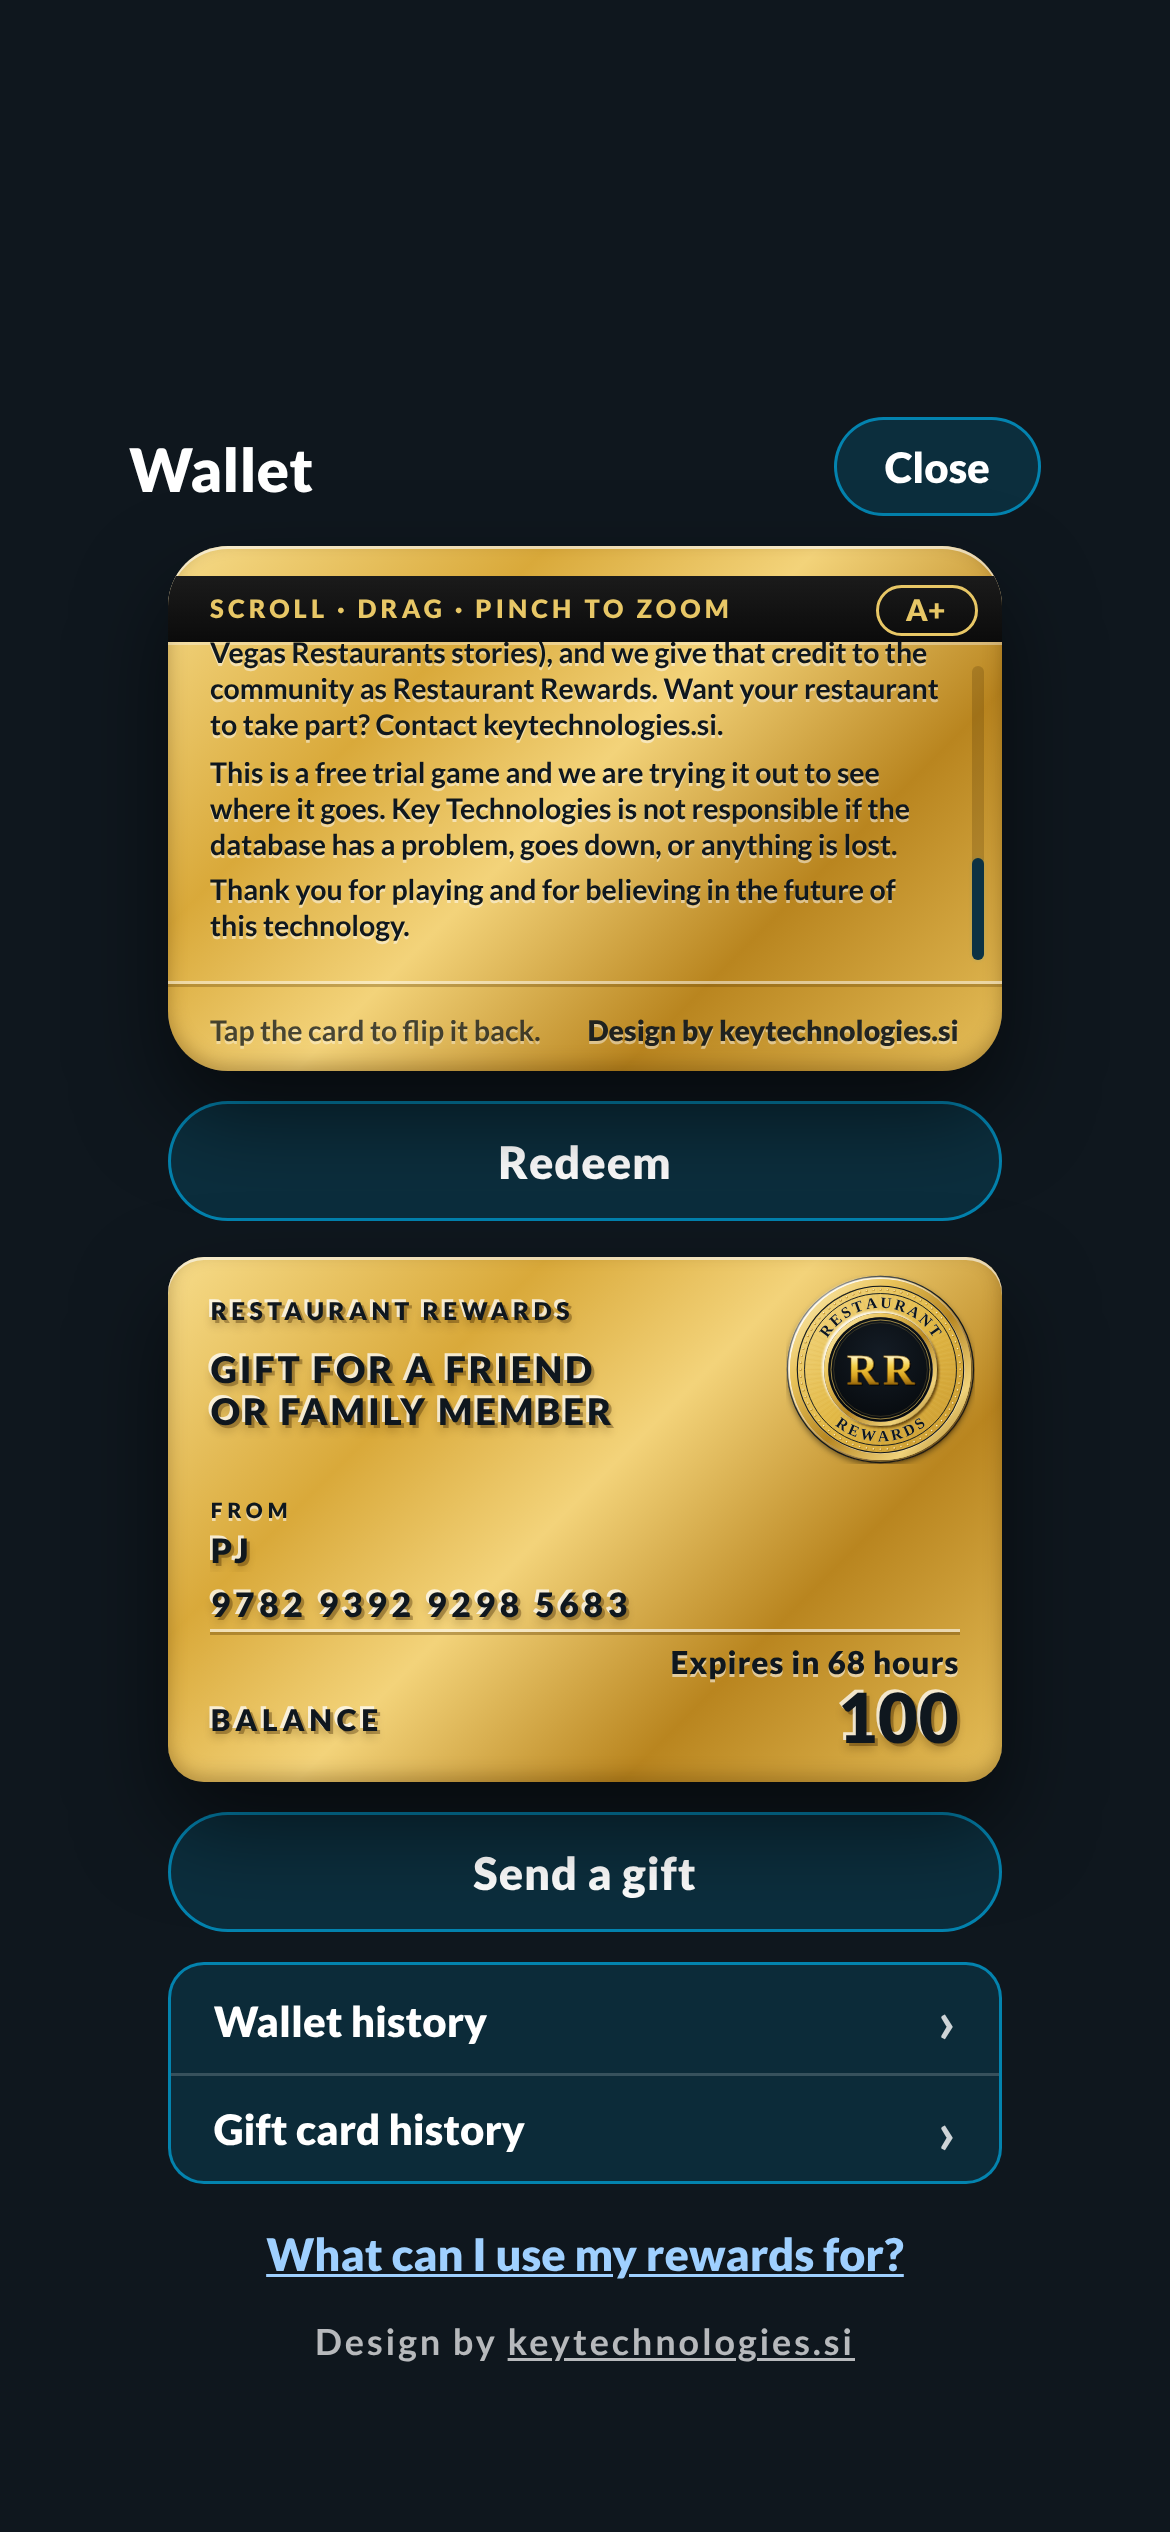 Wallet
Close
SCROLL · DRAG · PINCH TO ZOOM
A+
Vegas Restaurants stories), and we give that credit to the
community as Restaurant Rewards. Want your restaurant
to take part? Contact keytechnologies.si.
This is a free trial game and we are trying it out to see
where it goes. Key Technologies is not responsible if the
database has a problem, goes down, or anything is lost.
Thank you for playing and for believing in the future of
this technology.
Tap the card to flip it back.
Design by keytechnologies.si
Redeem
RESTAURANT REWARDS
GIFT FOR A FRIEND
OR FAMILY MEMBER
RESTAURANT
RR
REWARDS
FROM
PJ
9782 9392 9298 5683
Expires in 68 hours
BALANCE
100
Send a gift
Wallet history
Gift card history
What can I use my rewards for?
Design by keytechnologies.si